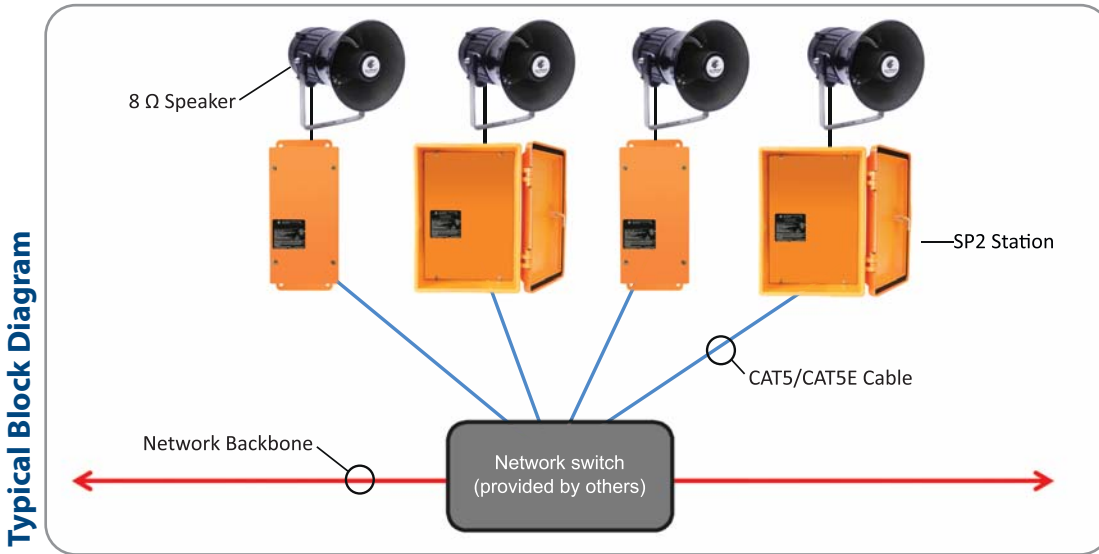 Typical Block Diagram
8 Ω Speaker
SP2 Station
CAT5/CAT5E Cable
Network Backbone
Network switch
(provided by others)